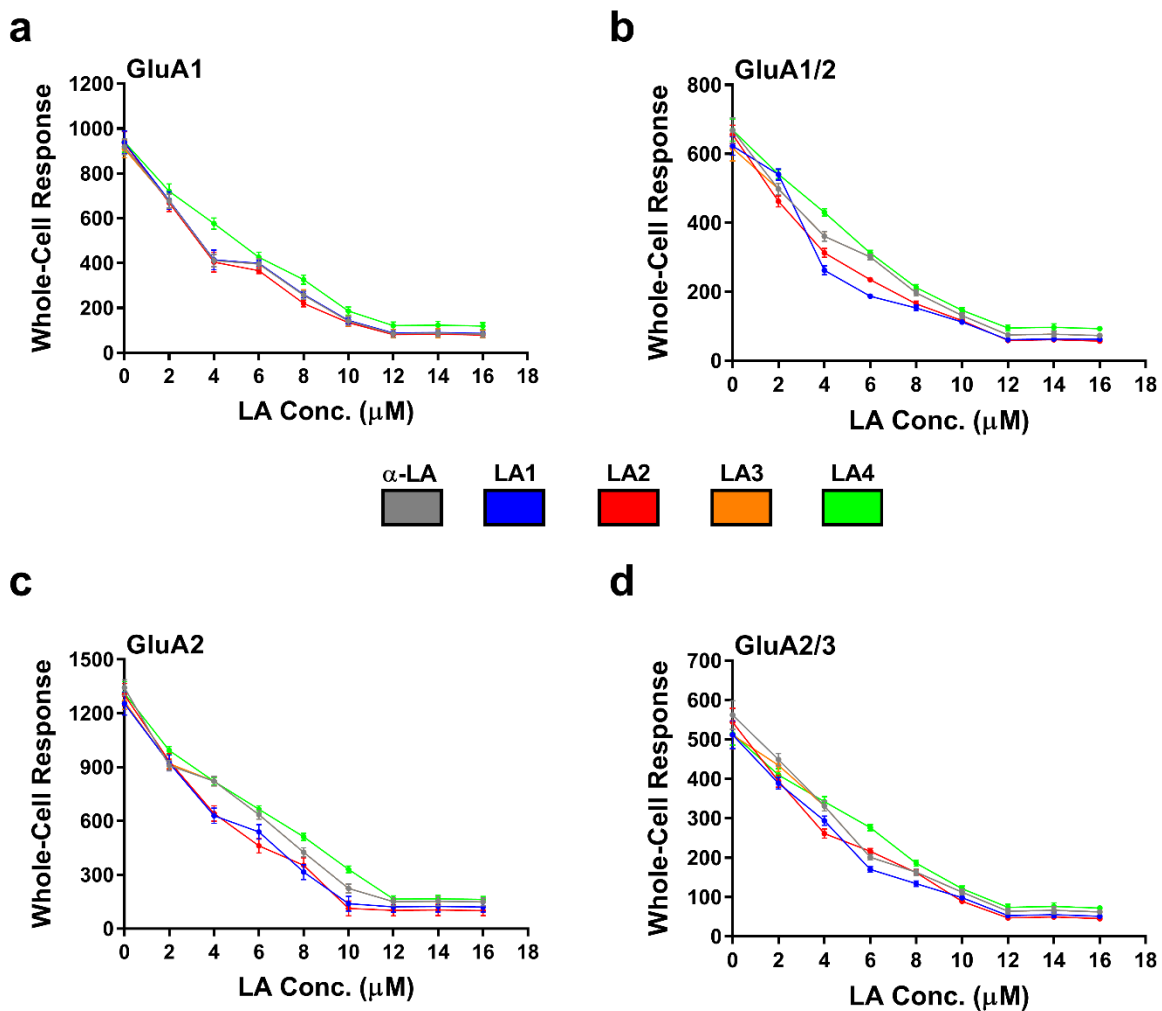 a
GluA1
Whole-Cell Response
1200
1000
800
600
400
200
0
0 2 4 6 8 10 12 14 16 18
LA Conc. (μM)
b
GluA1/2
Whole-Cell Response
800
600
400
200
0
0 2 4 6 8 10 12 14 16 18
LA Conc. (μM)
α-LA LA1 LA2 LA3 LA4
c
GluA2
Whole-Cell Response
1500
1200
900
600
300
0
0 2 4 6 8 10 12 14 16 18
LA Conc. (μM)
d
GluA2/3
Whole-Cell Response
700
600
500
400
300
200
100
0
0 2 4 6 8 10 12 14 16 18
LA Conc. (μM)